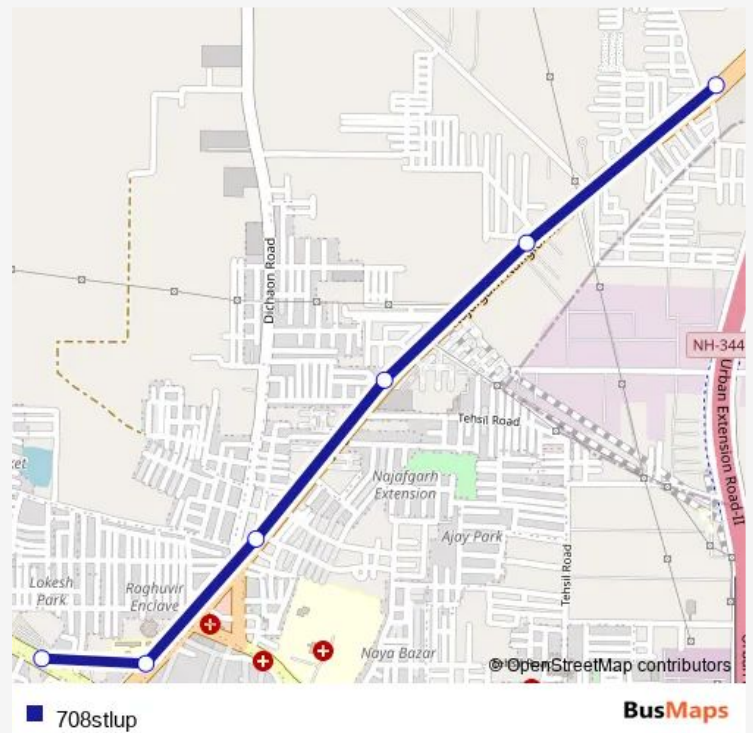 Dichaon Road
NH-344
Urban Extension Road-II
Tehsil Road
Najafgarh
Extension
Ajay Park
Tehsil Road
Lokesh
Park
Raghuvir
Enclave
Naya Bazar
© OpenStreetMap contributors
708stlup
BusMaps